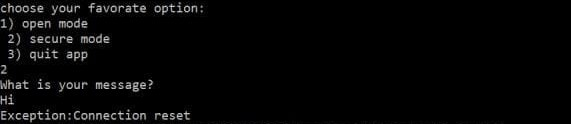 choose your favorate option:
1) open mode
2) secure mode
3) quit app
2
What is your message?
Hi
Exception:Connection reset